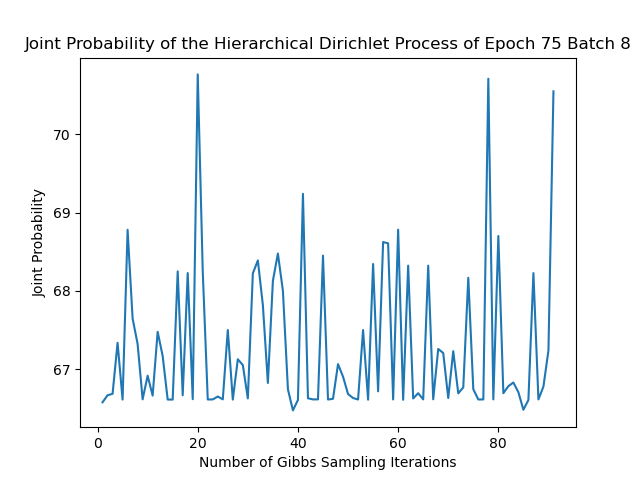 Joint Probability of the Hierarchical Dirichlet Process of Epoch 75 Batch 8
70
69
68
67
Joint Probability
0 20 40 60 80
Number of Gibbs Sampling Iterations